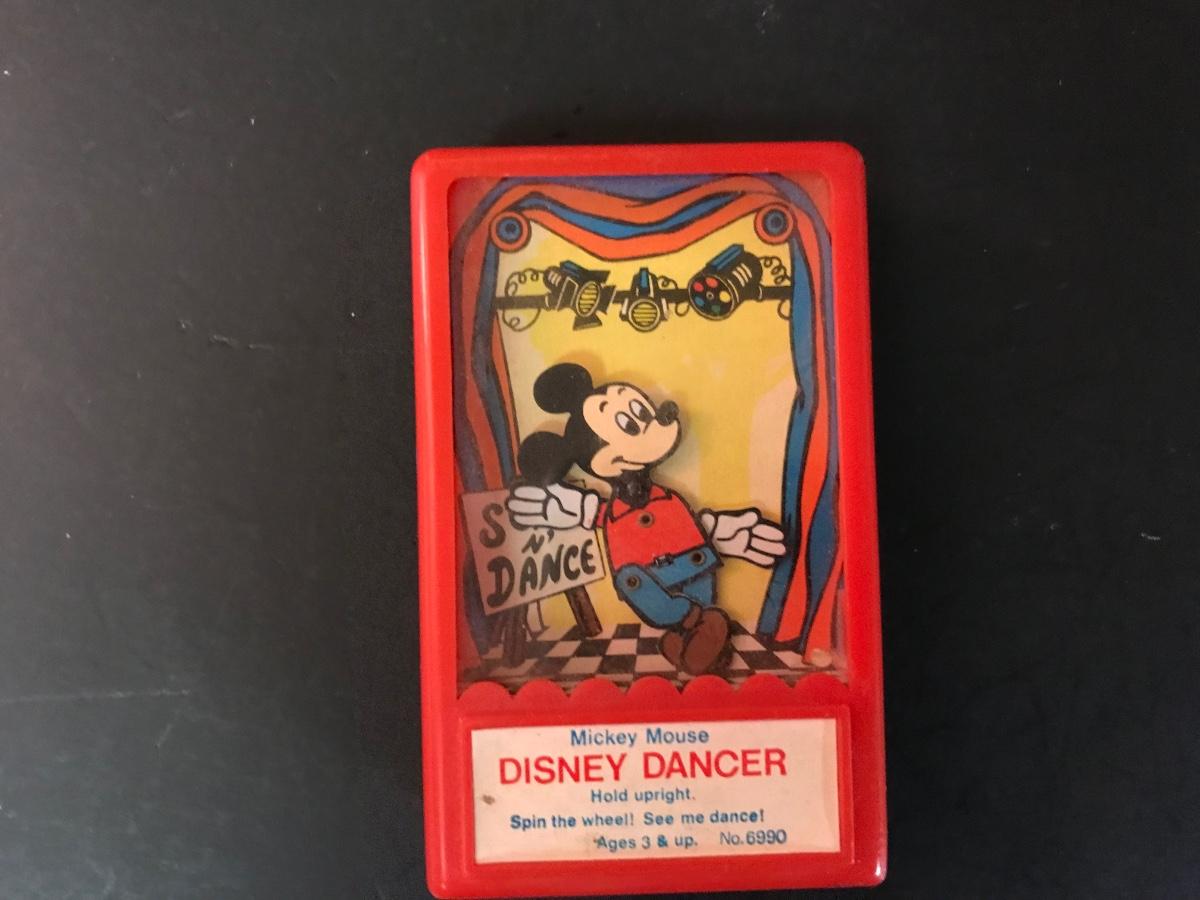 N'
DANCE
Mickey Mouse
DISNEY DANCER
Hold upright.
Spin the wheel! See me dance!
Ages 3 & up. No.6990